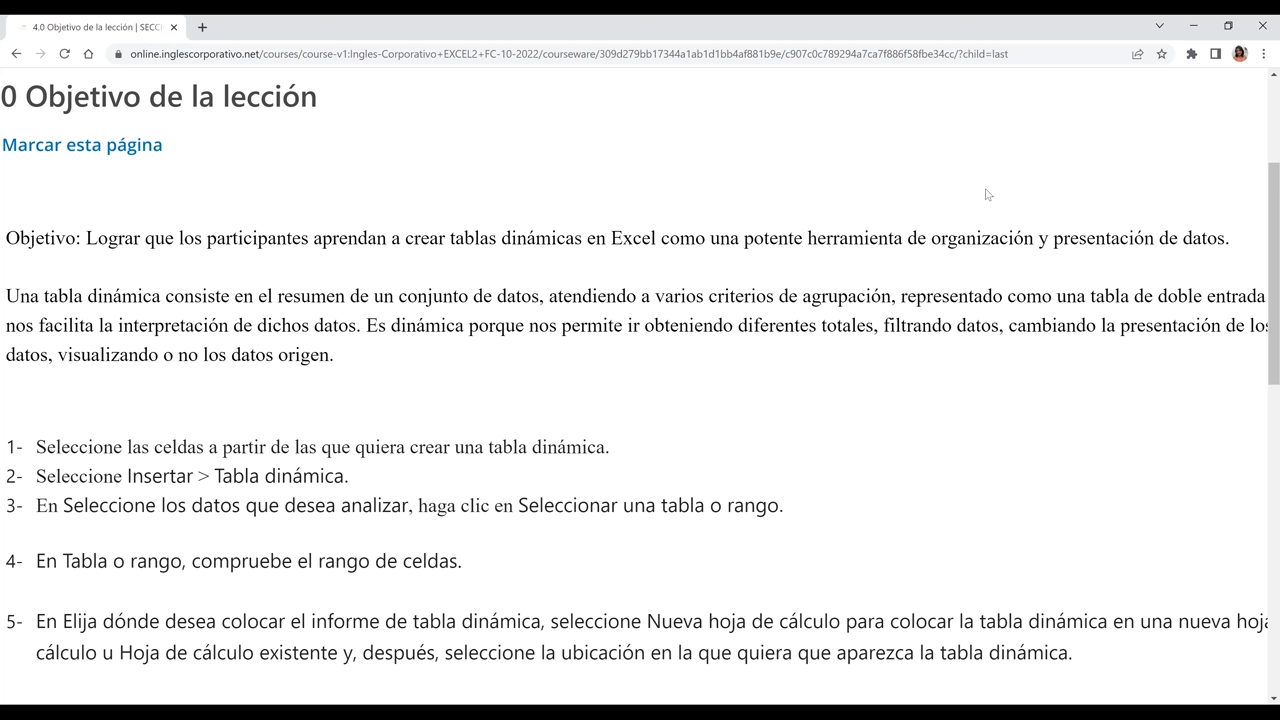 4.0 Objetivo de la lección | SECCI
online.inglescorporativo.net/courses/course-v1:Ingles-Corporativo+EXCEL2+FC-10-2022/courseware/309d279bb17344a1ab1d1bb4af881b9e/c907c0c789294a7ca7f886f58fbe34cc/?child=last
0 Objetivo de la lección
Marcar esta página
Objetivo: Lograr que los participantes aprendan a crear tablas dinámicas en Excel como una potente herramienta de organización y presentación de datos.
Una tabla dinámica consiste en el resumen de un conjunto de datos, atendiendo a varios criterios de agrupación, representado como una tabla de doble entrada
nos facilita la interpretación de dichos datos. Es dinámica porque nos permite ir obteniendo diferentes totales, filtrando datos, cambiando la presentación de los
datos, visualizando o no los datos origen.
1- Seleccione las celdas a partir de las que quiera crear una tabla dinámica.
2- Seleccione Insertar > Tabla dinámica.
3- En Seleccione los datos que desea analizar, haga clic en Seleccionar una tabla o rango.
4- En Tabla o rango, compruebe el rango de celdas.
5- En Elija dónde desea colocar el informe de tabla dinámica, seleccione Nueva hoja de cálculo para colocar la tabla dinámica en una nueva hoja
cálculo u Hoja de cálculo existente y, después, seleccione la ubicación en la que quiera que aparezca la tabla dinámica.